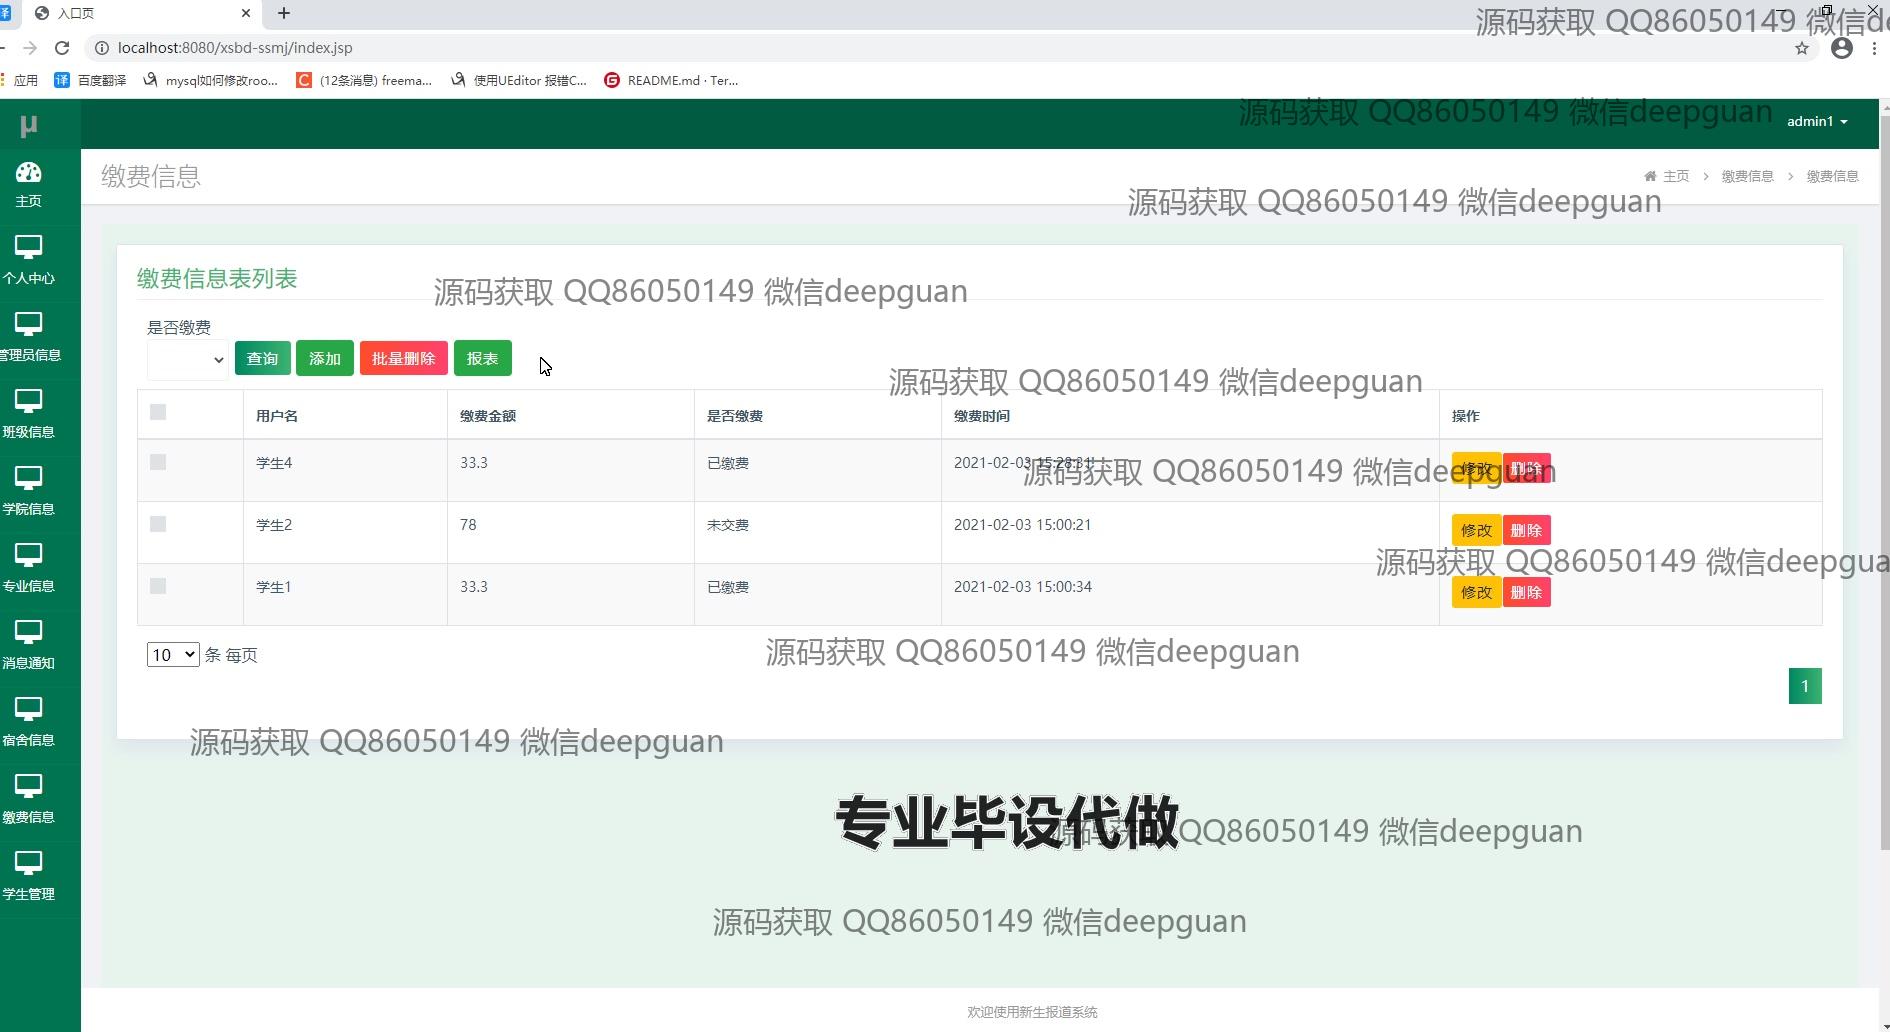 译
入口页
源码获取 QQ86050149 微信de
localhost:8080/xsbd-ssmj/index.jsp
应用
译 百度翻译
mysql如何修改roo...
C (12条消息) freema...
使用UEditor 报错C...
G README.md · Ter...
μ
源码获取 QQ86050149 微信deepguan
admin1
缴费信息
主页 > 缴费信息 > 缴费信息
源码获取 QQ86050149 微信deepguan
主页
个人中心
管理员信息
班级信息
学院信息
专业信息
消息通知
宿舍信息
缴费信息
学生管理
缴费信息表列表
源码获取 QQ86050149 微信deepguan
是否缴费
查询 添加 批量删除 报表
源码获取 QQ86050149 微信deepguan
用户名 缴费金额 是否缴费 缴费时间 操作
学生4 33.3 已缴费 2021-02-03 15:28:31 修改 删除
源码获取 QQ86050149 微信deepguan
学生2 78 未交费 2021-02-03 15:00:21 修改 删除
源码获取 QQ86050149 微信deepgua
学生1 33.3 已缴费 2021-02-03 15:00:34 修改 删除
10 条 每页
源码获取 QQ86050149 微信deepguan
1
源码获取 QQ86050149 微信deepguan
专业毕设代做
源码获取 QQ86050149 微信deepguan
源码获取 QQ86050149 微信deepguan
欢迎使用新生报道系统